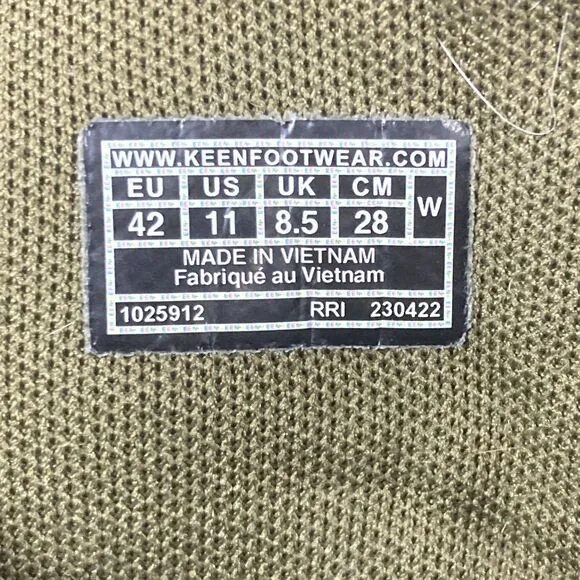 WWW.KEENFOOTWEAR.COM
EU US UK CM W
42 11 8.5 28
MADE IN VIETNAM
Fabriqué au Vietnam
1025912 RRI 230422